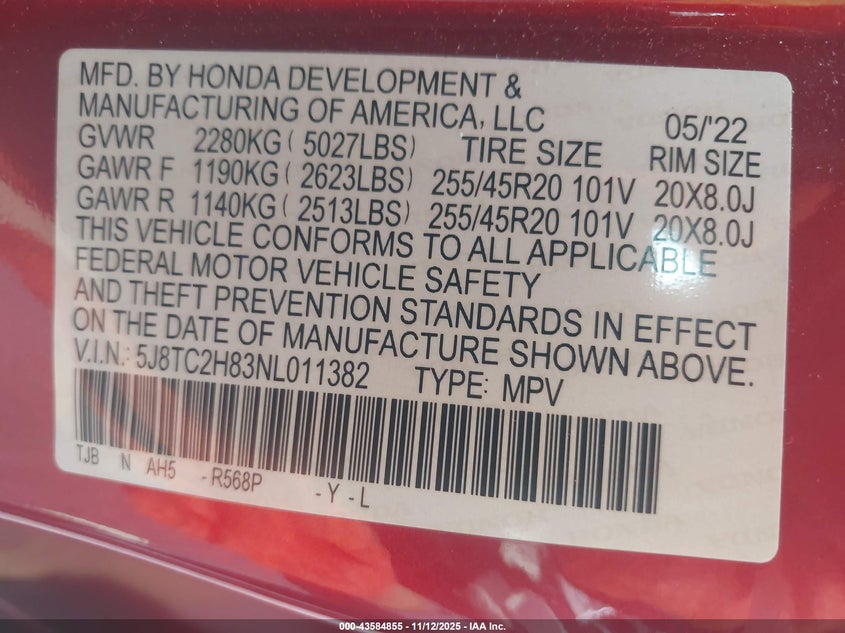 MFD. BY HONDA DEVELOPMENT &
MANUFACTURING OF AMERICA, LLC 05/'22
GVWR 2280KG ( 5027LBS) TIRE SIZE RIM SIZE
GAWR F 1190KG ( 2623LBS) 255/45R20 101V 20X8.0J
GAWR R 1140KG ( 2513LBS) 255/45R20 101V 20X8.0J
THIS VEHICLE CONFORMS TO ALL APPLICABLE
FEDERAL MOTOR VEHICLE SAFETY
AND THEFT PREVENTION STANDARDS IN EFFECT
ON THE DATE OF MANUFACTURE SHOWN ABOVE.
V.I.N.: 5J8TC2H83NL011382 TYPE: MPV
TJB N AH5 -R568P -Y-L
000-43584855 - 11/12/2025 - IAA Inc.